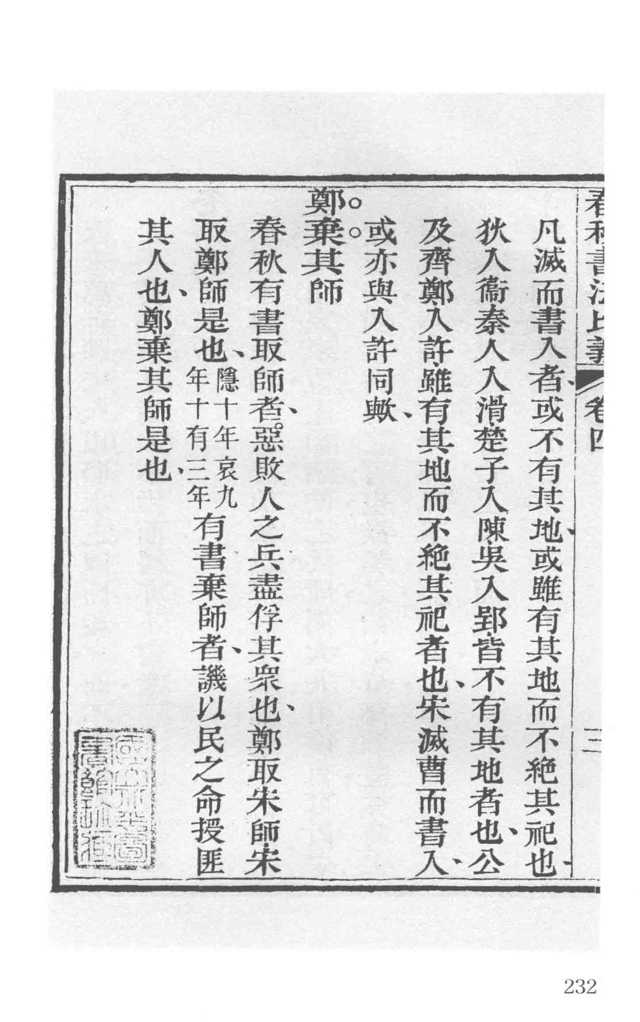 春秋書法比義
卷四
凡滅而書入者、或不有其地、或雖有其地而不絕其祀也、
狄入衞秦人入滑楚子入陳吳入郢皆不有其地者也、公
及齊鄭入許雖有其地而不絕其祀者也、宋滅曹而書入、
或亦與入許同歟、
鄭棄其師
春秋有書取師者、惡敗人之兵盡俘其衆也、鄭取宋師宋
取鄭師是也、隱十年哀九
年十有三年有書棄師者、譏以民之命授匪
其人也、鄭棄其師是也、
232